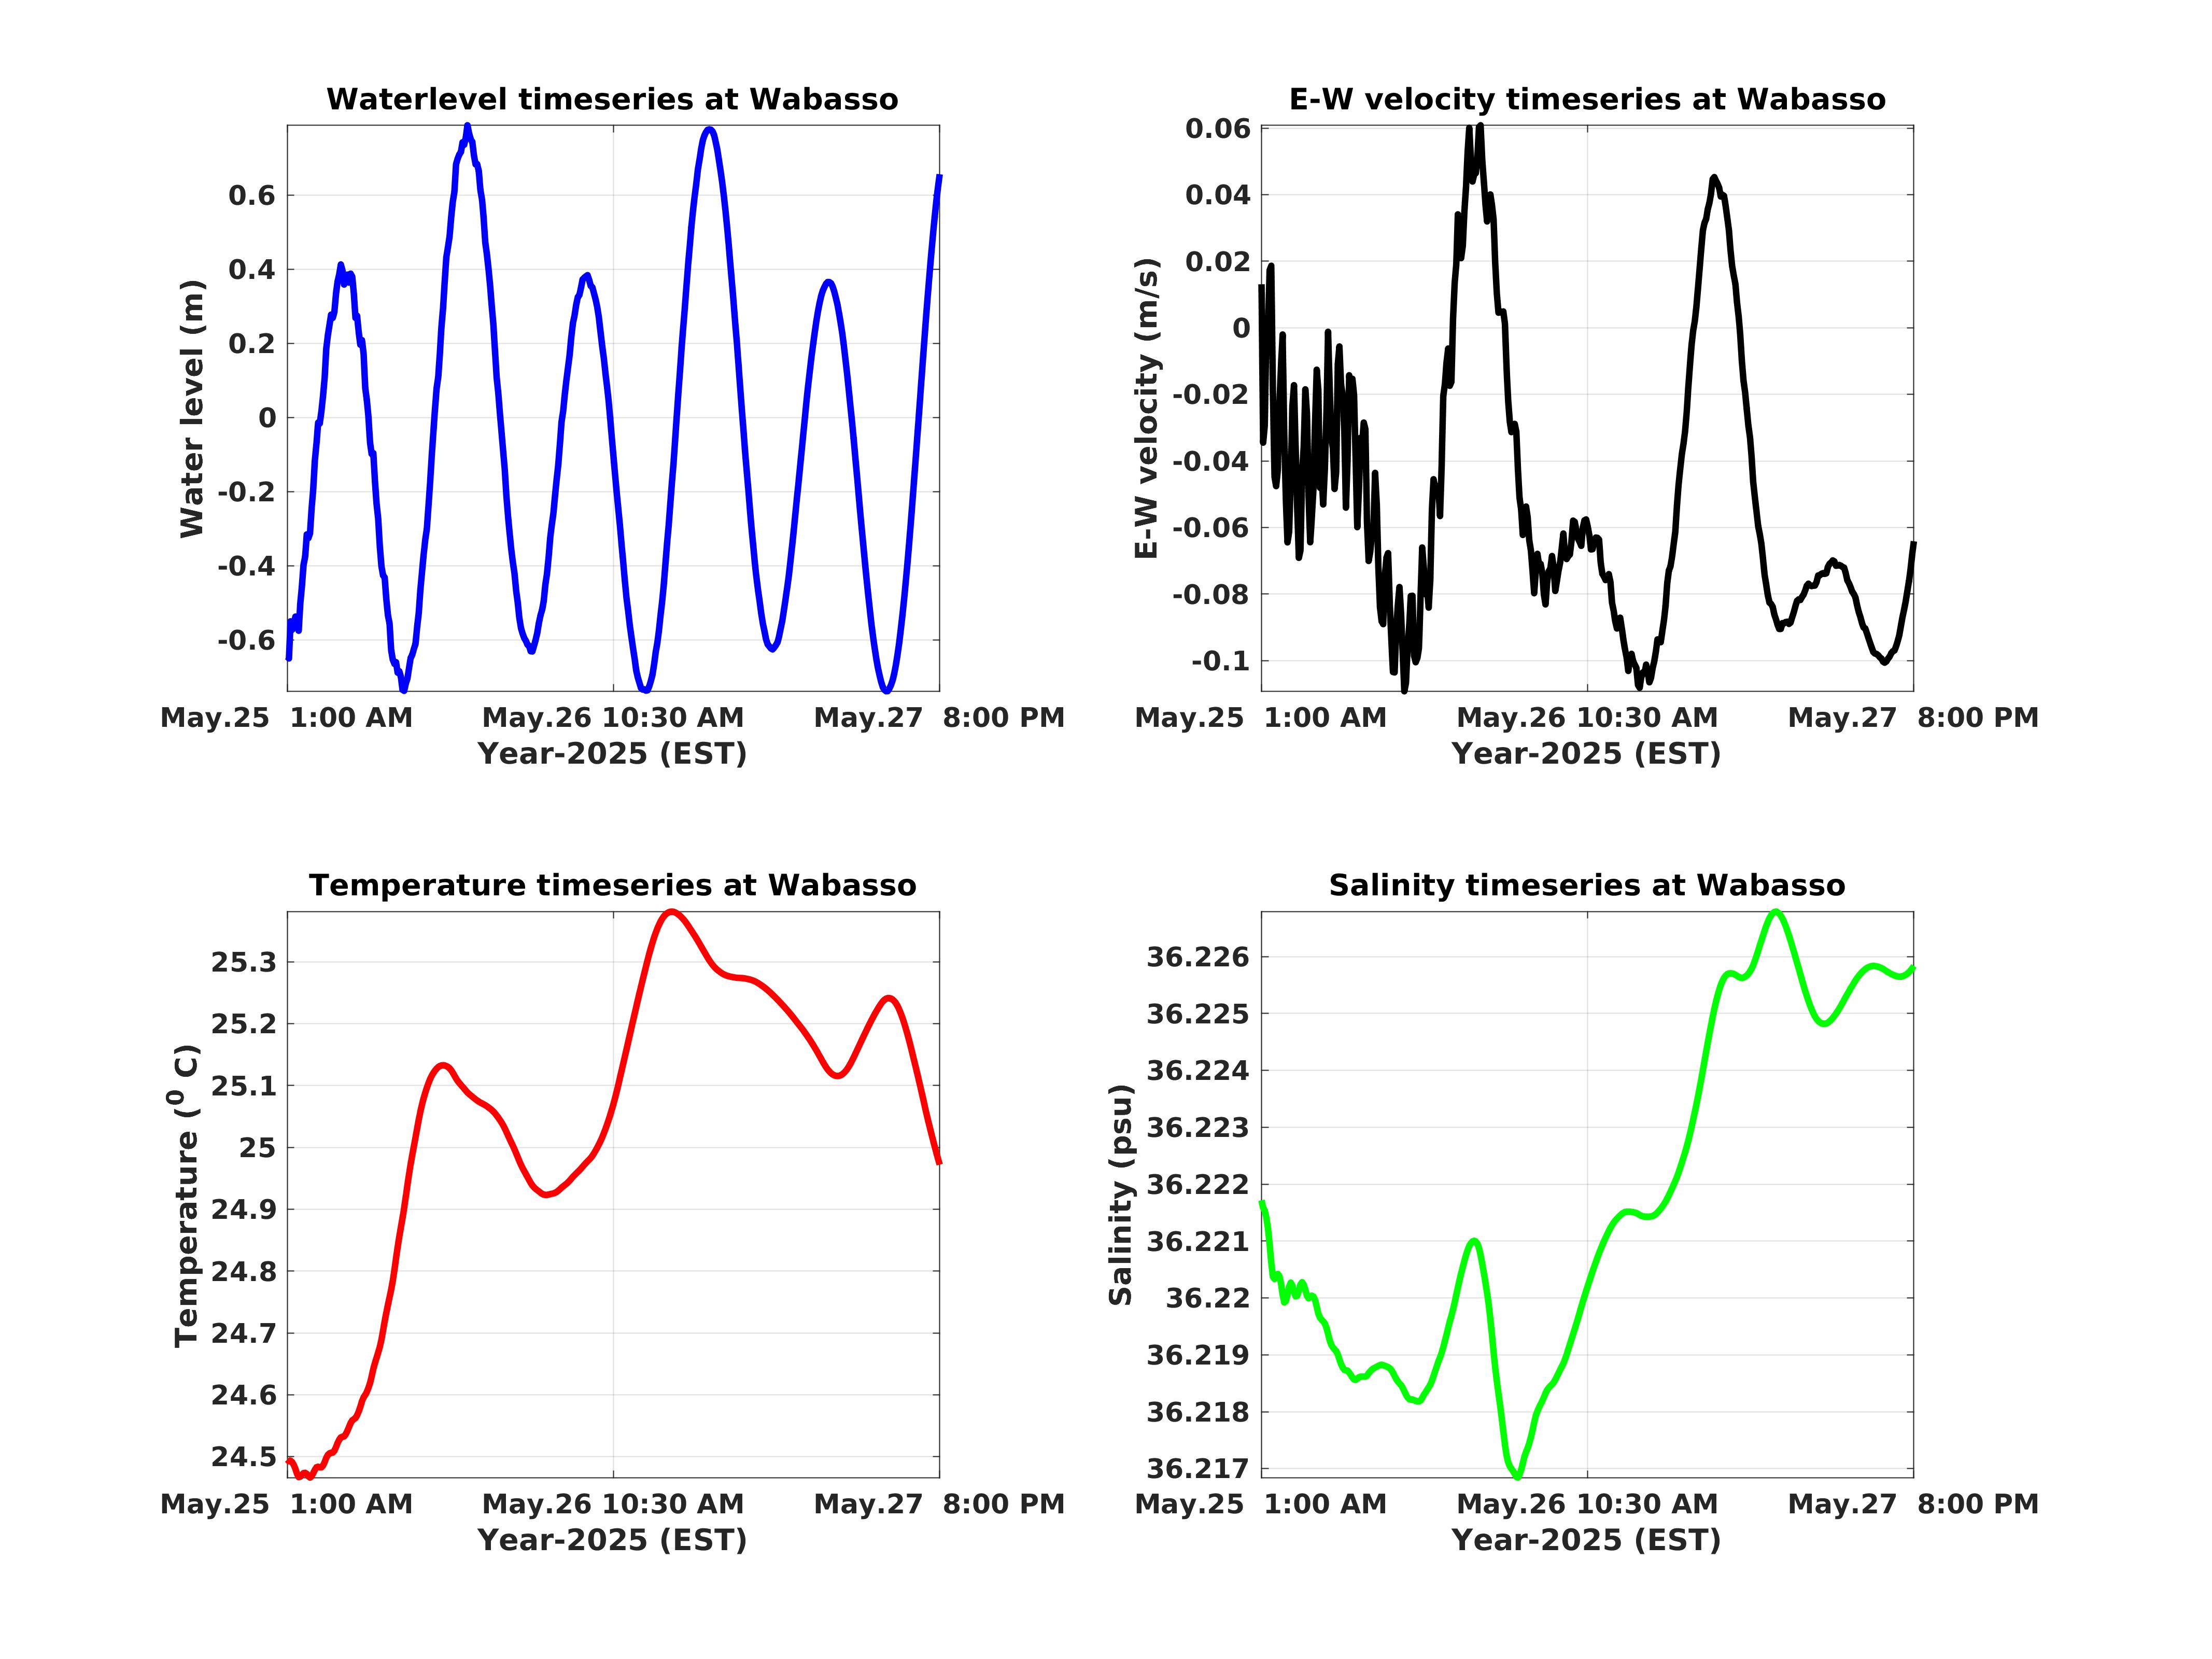 Waterlevel timeseries at Wabasso
Water level (m)
0.6
0.4
0.2
0
-0.2
-0.4
-0.6
May.25 1:00 AM
May.26 10:30 AM
May.27 8:00 PM
Year-2025 (EST)
E-W velocity timeseries at Wabasso
E-W velocity (m/s)
0.06
0.04
0.02
0
-0.02
-0.04
-0.06
-0.08
-0.1
May.25 1:00 AM
May.26 10:30 AM
May.27 8:00 PM
Year-2025 (EST)
Temperature timeseries at Wabasso
Temperature (⁰ C)
25.3
25.2
25.1
25
24.9
24.8
24.7
24.6
24.5
May.25 1:00 AM
May.26 10:30 AM
May.27 8:00 PM
Year-2025 (EST)
Salinity timeseries at Wabasso
Salinity (psu)
36.226
36.225
36.224
36.223
36.222
36.221
36.22
36.219
36.218
36.217
May.25 1:00 AM
May.26 10:30 AM
May.27 8:00 PM
Year-2025 (EST)